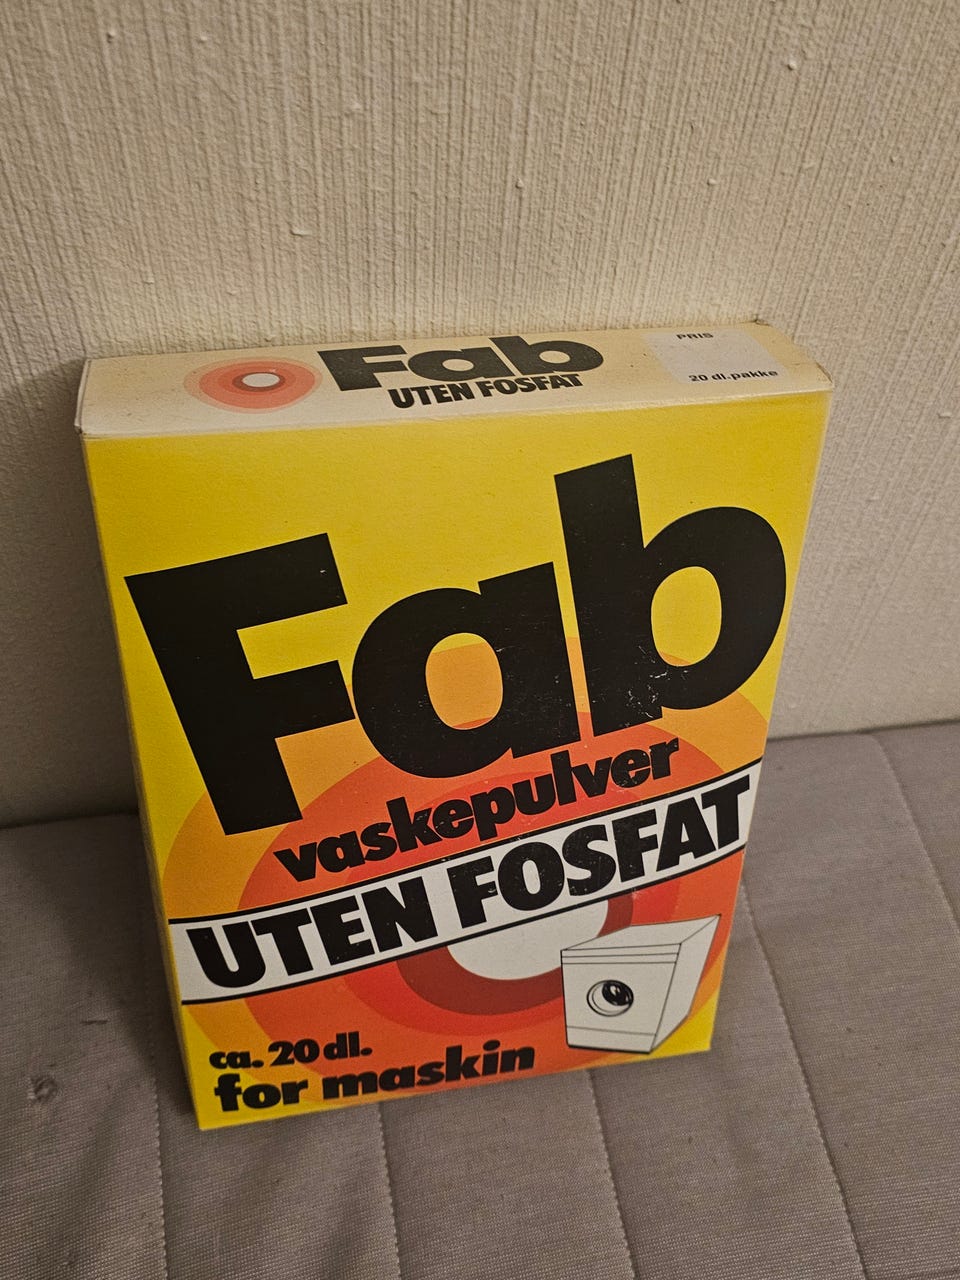 Fab
UTEN FOSFAT
PRIS
20 dl.pakke
Fab
vaskepulver
UTEN FOSFAT
ca. 20 dl.
for maskin